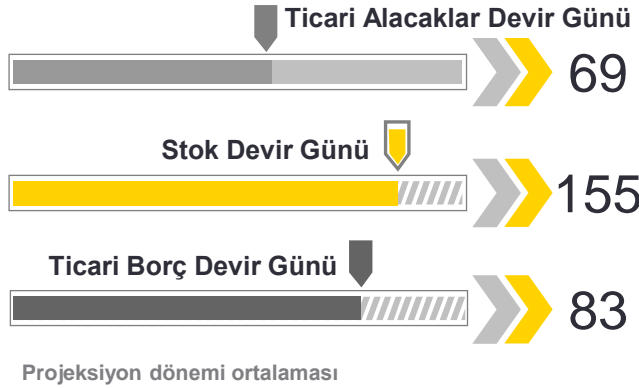 Ticari Alacaklar Devir Günü
69
Stok Devir Günü
155
Ticari Borç Devir Günü
83
Projeksiyon dönemi ortalaması